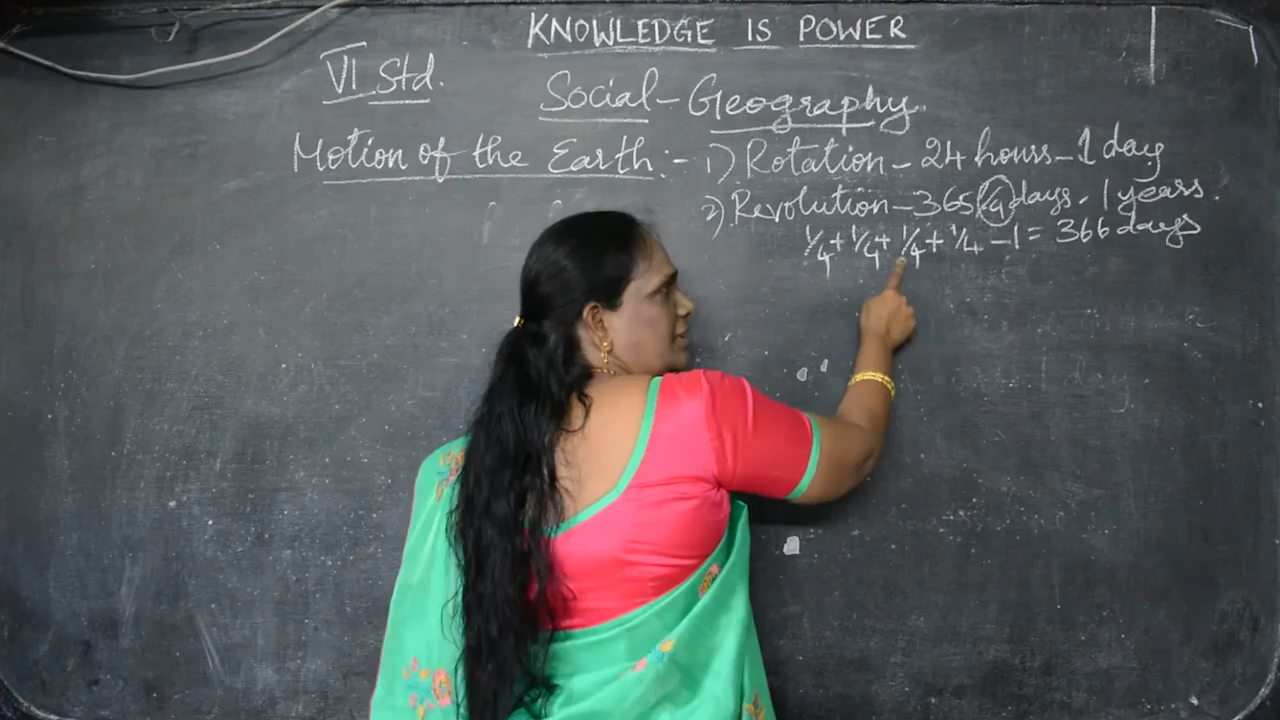 KNOWLEDGE IS POWER
VI Std.
Social - Geography.
Motion of the Earth :- 1) Rotation - 24 hours - 1 day
2) Revolution - 365 1/4 days - 1 years.
1/4 + 1/4 + 1/4 + 1/4 - 1 = 366 days